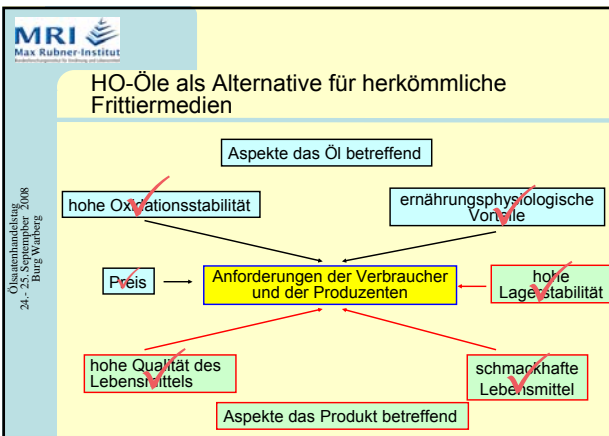 MRI
Max Rubner-Institut
HO-Öle als Alternative für herkömmliche
Frittiermedien
Aspekte das Öl betreffend
hohe Oxidationsstabilität
ernährungsphysiologische
Vorteile
Preis
Anforderungen der Verbraucher
und der Produzenten
hohe
Lagerstabilität
hohe Qualität des
Lebensmittels
schmackhafte
Lebensmittel
Aspekte das Produkt betreffend
Ölsaatenhandelstag
24.- 25. Septempber 2008
Burg Warberg